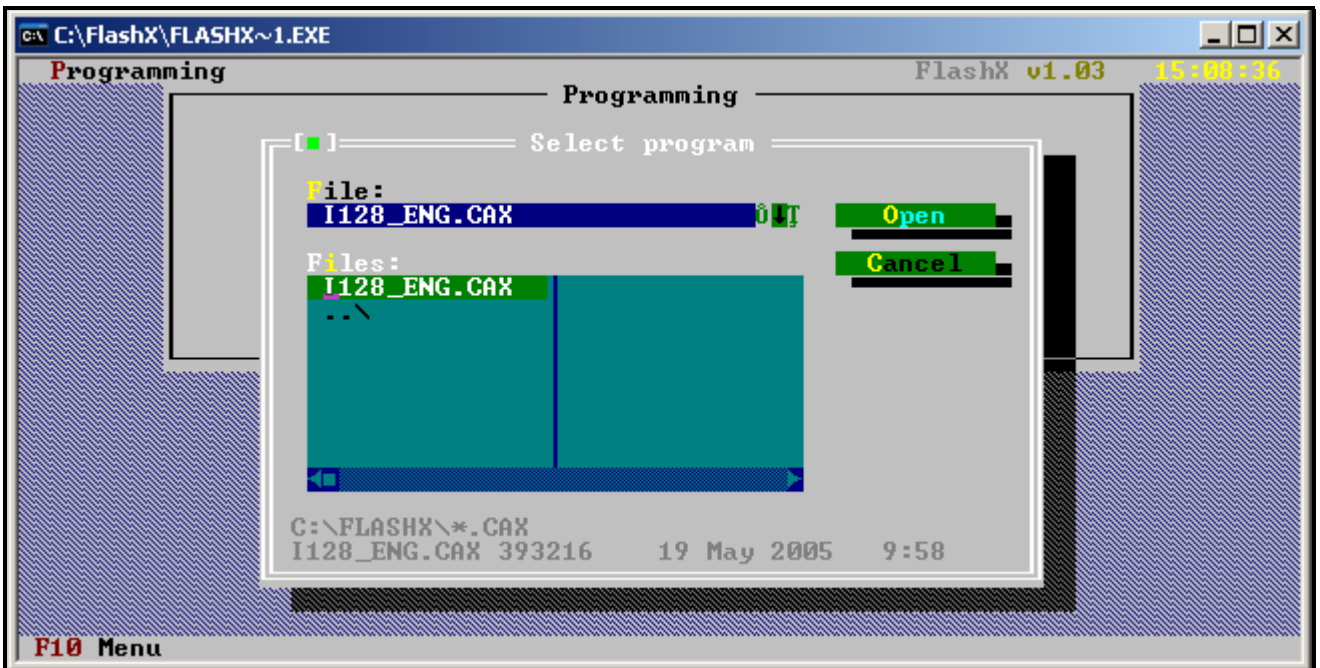 C:\FlashX\FLASHX~1.EXE
Programming FlashX v1.03 15:08:36
Programming
[■] Select program
File:
I128_ENG.CAX
Open
Files:
Cancel
I128_ENG.CAX
..\
C:\FLASHX\*.CAX
I128_ENG.CAX 393216 19 May 2005 9:58
F10 Menu